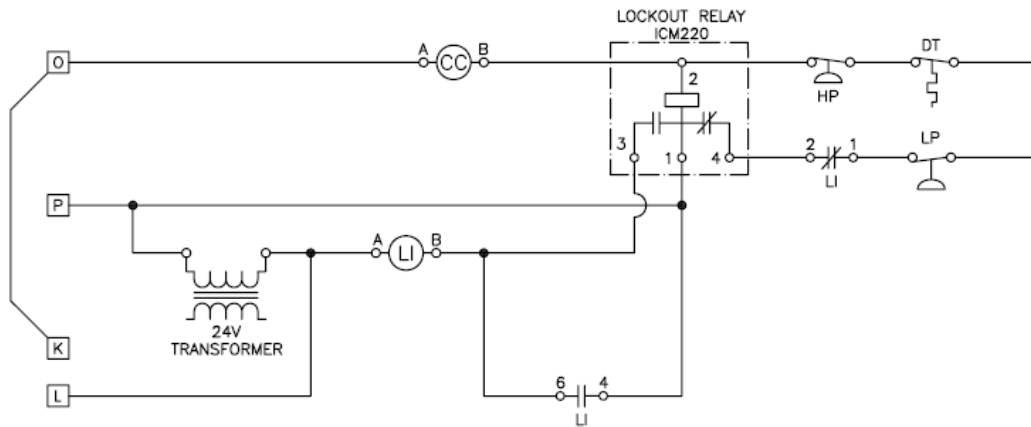 LOCKOUT RELAY
ICM220
O
A
CC
B
2
HP
DT
3
1
4
2
1
LI
LP
P
A
LI
B
24V
TRANSFORMER
K
L
6
4
LI